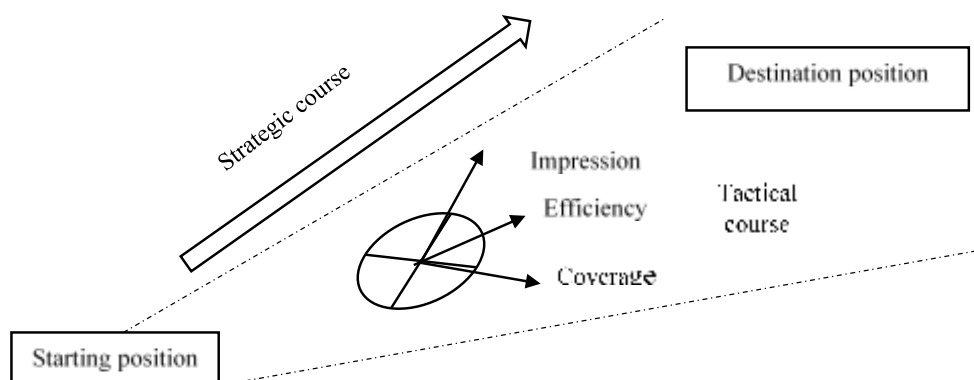 Strategic course
Destination position
Impression
Efficiency
Tactical
course
Coverage
Starting position